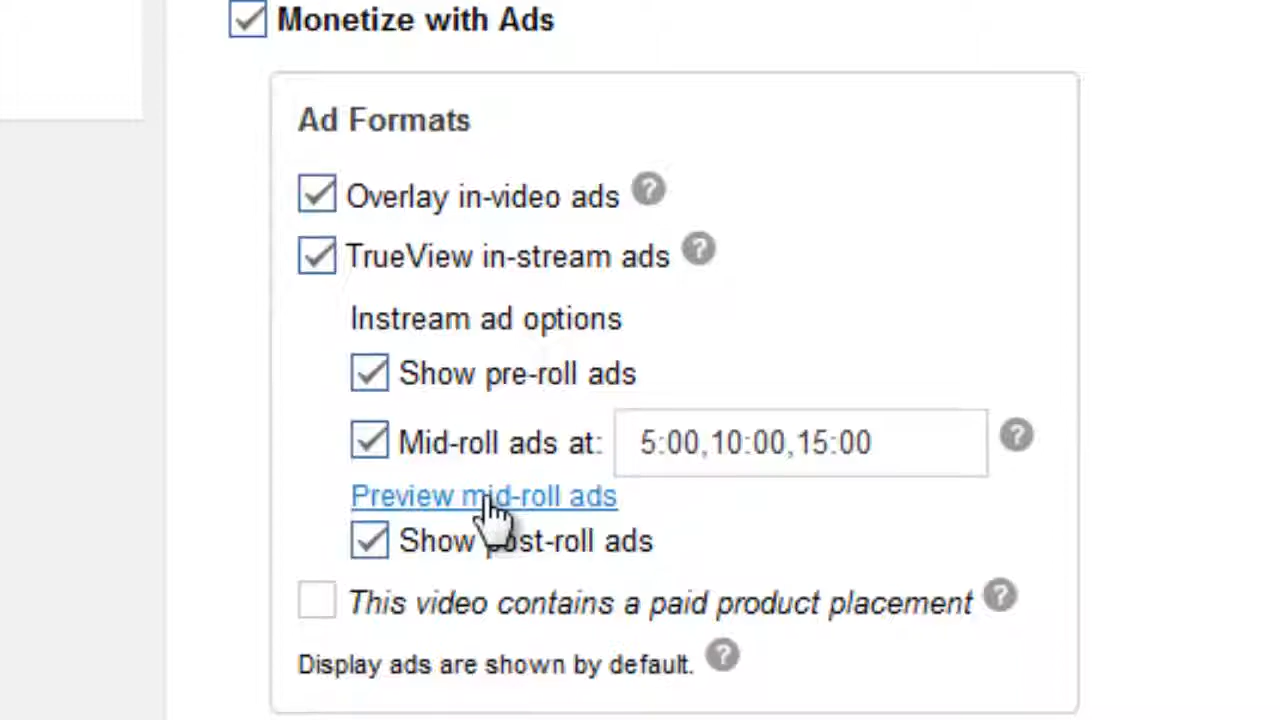 Monetize with Ads
Ad Formats
Overlay in-video ads ?
TrueView in-stream ads ?
Instream ad options
Show pre-roll ads
Mid-roll ads at: 5:00,10:00,15:00 ?
Preview mid-roll ads
Show post-roll ads
This video contains a paid product placement ?
Display ads are shown by default. ?